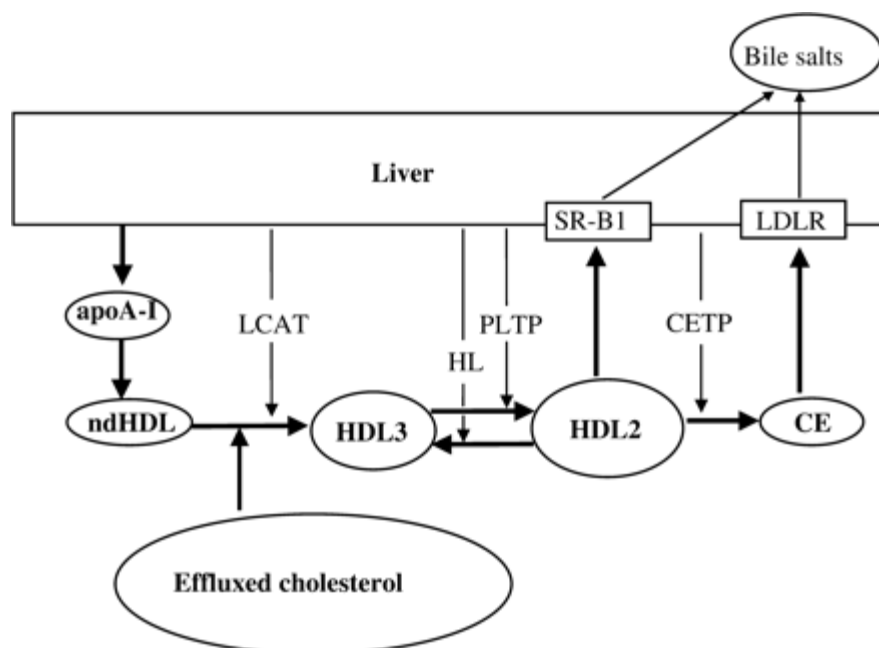 Bile salts
Liver
SR-B1
LDLR
apoA-I
LCAT
PLTP
CETP
HL
ndHDL
HDL3
HDL2
CE
Effluxed cholesterol